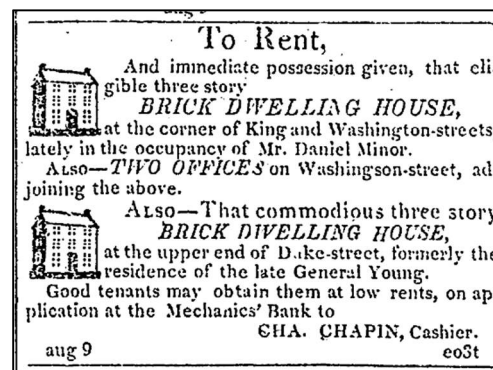 To Rent,
And immediate possession given, that eli
gible three story
BRICK DWELLING HOUSE,
at the corner of King and Washington-streets
lately in the occupancy of Mr. Daniel Minor.
ALSO—TWO OFFICES on Washingson-street, ad
joining the above.
ALSO—That commodious three story
BRICK DWELLING HOUSE,
at the upper end of Duke-street, formerly the
residence of the late General Young.
Good tenants may obtain them at low rents, on ap
plication at the Mechanics' Bank to
CHA. CHAPIN, Cashier.
aug 9 eo3t